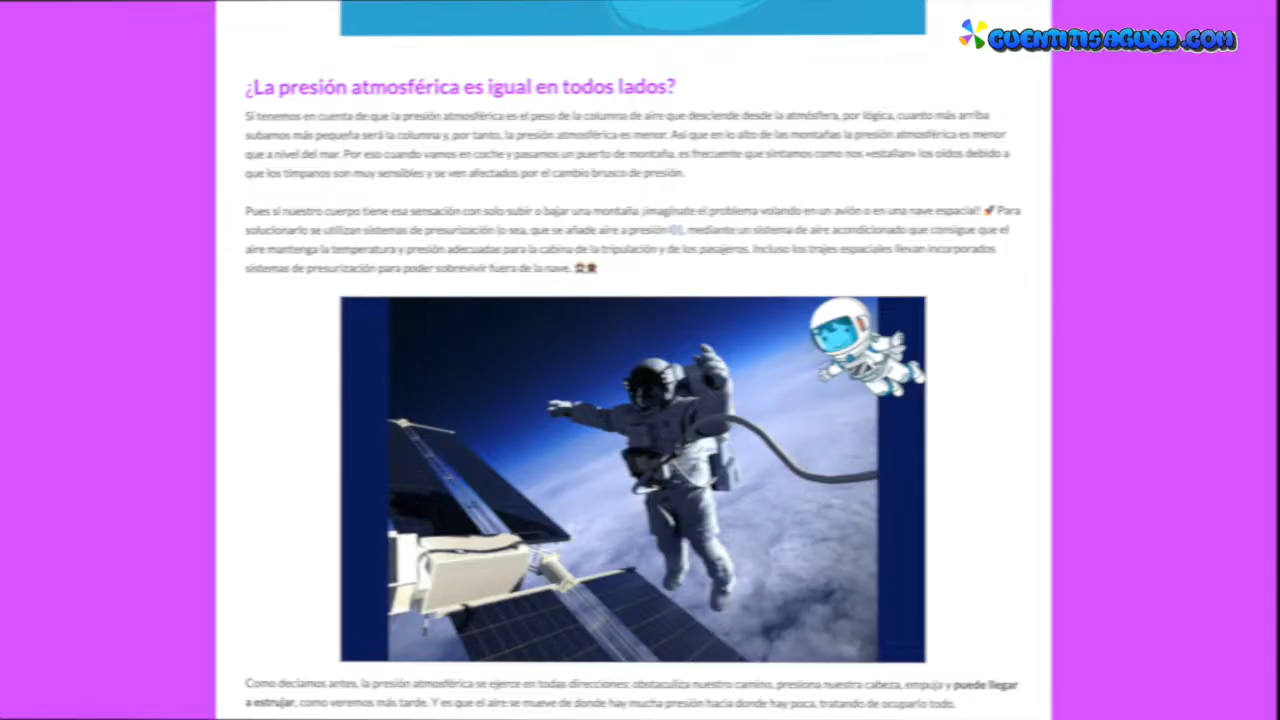 CUENTITISAGUDA.COM
¿La presión atmosférica es igual en todos lados?
Si tenemos en cuenta de que la presión atmosférica es el peso de la columna de aire que desciende desde la atmósfera, por lógica, cuanto más arriba
subamos más pequeña será la columna y, por tanto, la presión atmosférica es menor. Así que en lo alto de las montañas la presión atmosférica es menor
que a nivel del mar. Por eso cuando vamos en coche y pasamos un puerto de montaña, es frecuente que sintamos como nos «estallan» los oídos debido a
que los tímpanos son muy sensibles y se ven afectados por el cambio brusco de presión.
Pues si nuestro cuerpo tiene esa sensación con solo subir o bajar una montaña ¡imagínate el problema volando en un avión o en una nave espacial! 🚀 Para
solucionarlo se utilizan sistemas de presurización (o sea, que se añade aire a presión), mediante un sistema de aire acondicionado que consigue que el
aire mantenga la temperatura y presión adecuadas para la cabina de la tripulación y de los pasajeros. Incluso los trajes espaciales llevan incorporados
sistemas de presurización para poder sobrevivir fuera de la nave.
Como decíamos antes, la presión atmosférica se ejerce en todas direcciones: obstaculiza nuestro camino, presiona nuestra cabeza, empuja y puede llegar
a estrujar, como veremos más tarde. Y es que el aire se mueve de donde hay mucha presión hacia donde hay poca, tratando de ocuparlo todo.